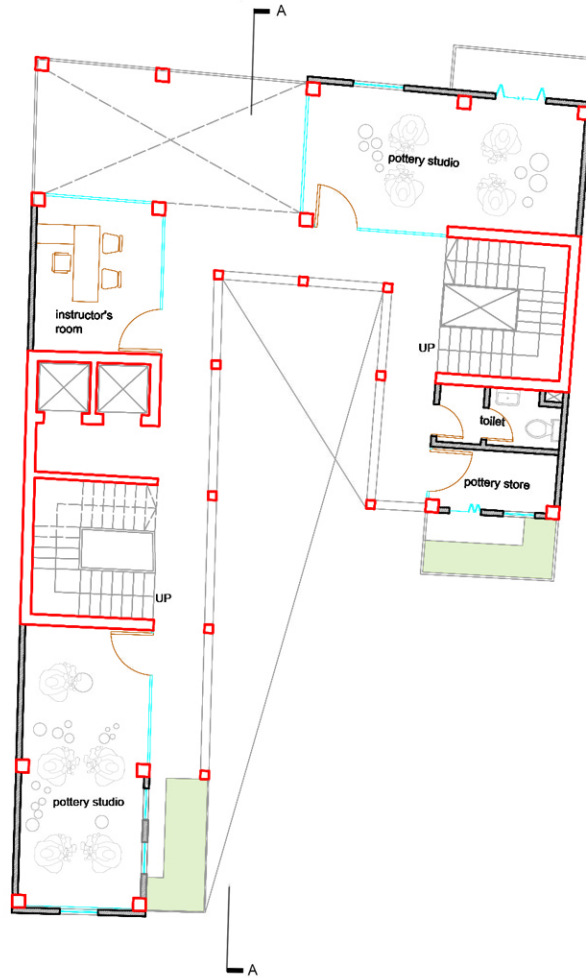 A
pottery studio
instructor's
room
UP
toilet
pottery store
UP
pottery studio
A